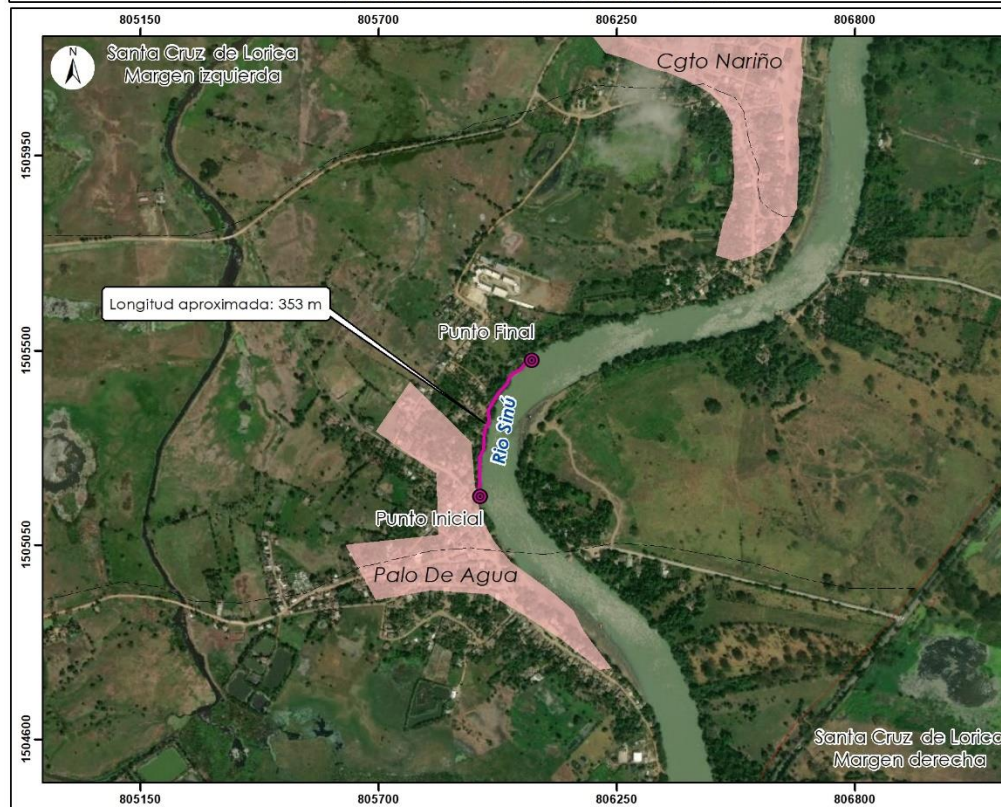 805150 805700 806250 806800
N
Santa Cruz de Lorica
Margen izquierda
Cgto Nariño
1505950
Longitud aproximada: 353 m
Punto Final
1505500
Río Sinú
Punto Inicial
1505050
Palo De Agua
1504600
Santa Cruz de Lorica
Margen derecha
805150 805700 806250 806800